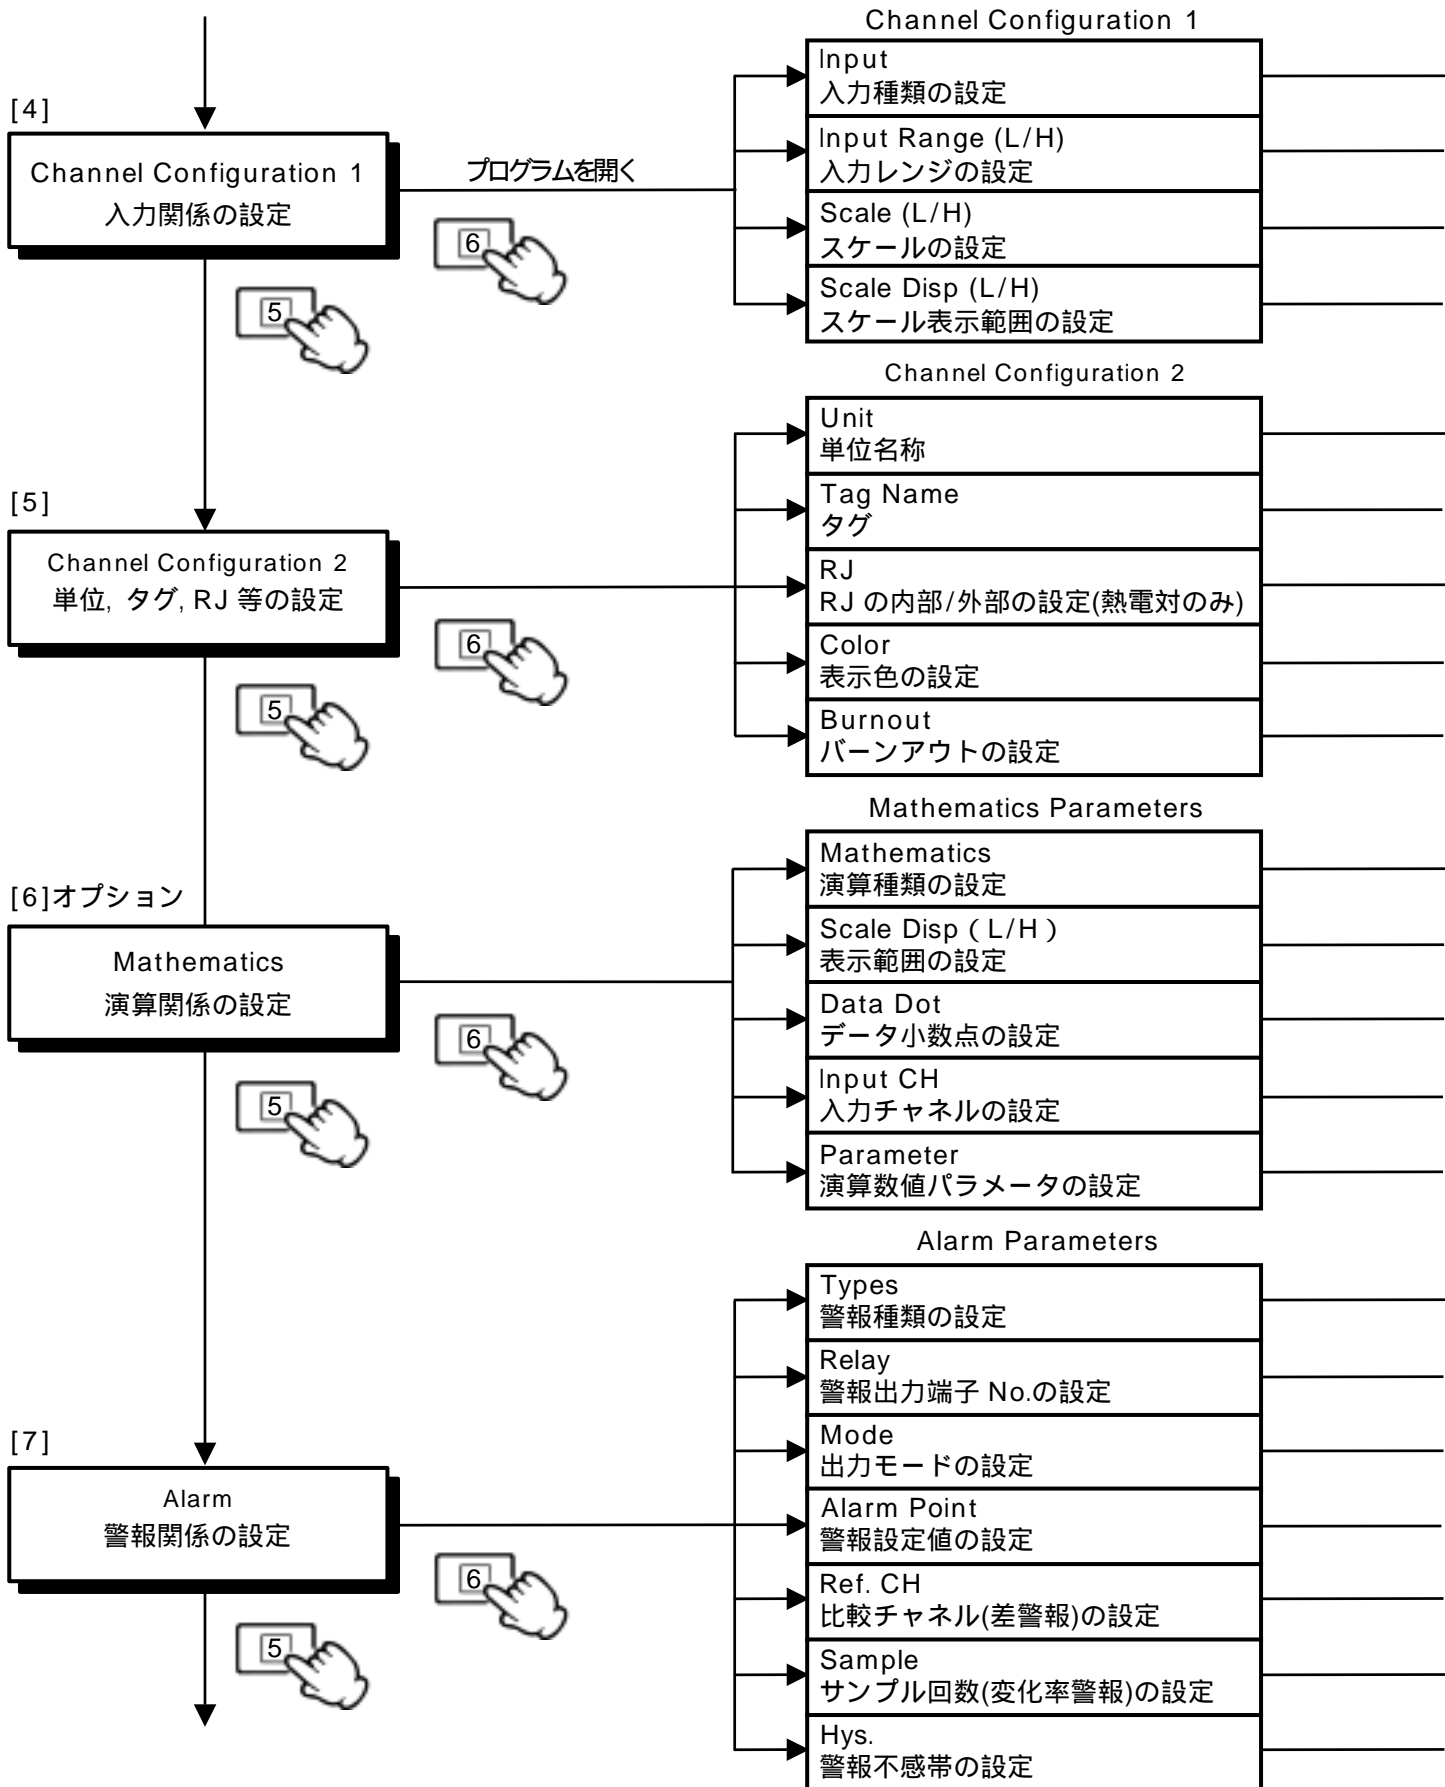 Channel Configuration 1
Input
入力種類の設定
[4]
Input Range (L/H)
入力レンジの設定
Channel Configuration 1
入力関係の設定
プログラムを開く
6
Scale (L/H)
スケールの設定
Scale Disp (L/H)
スケール表示範囲の設定
5
Channel Configuration 2
Unit
単位名称
[5]
Tag Name
タグ
Channel Configuration 2
単位, タグ, RJ 等の設定
RJ
RJ の内部/外部の設定(熱電対のみ)
6
Color
表示色の設定
5
Burnout
バーンアウトの設定
Mathematics Parameters
Mathematics
演算種類の設定
[6]オプション
Scale Disp ( L/H )
表示範囲の設定
Mathematics
演算関係の設定
6
Data Dot
データ小数点の設定
5
Input CH
入力チャネルの設定
Parameter
演算数値パラメータの設定
Alarm Parameters
Types
警報種類の設定
Relay
警報出力端子 No.の設定
[7]
Mode
出力モードの設定
Alarm
警報関係の設定
Alarm Point
警報設定値の設定
6
Ref. CH
比較チャネル(差警報)の設定
5
Sample
サンプル回数(変化率警報)の設定
Hys.
警報不感帯の設定